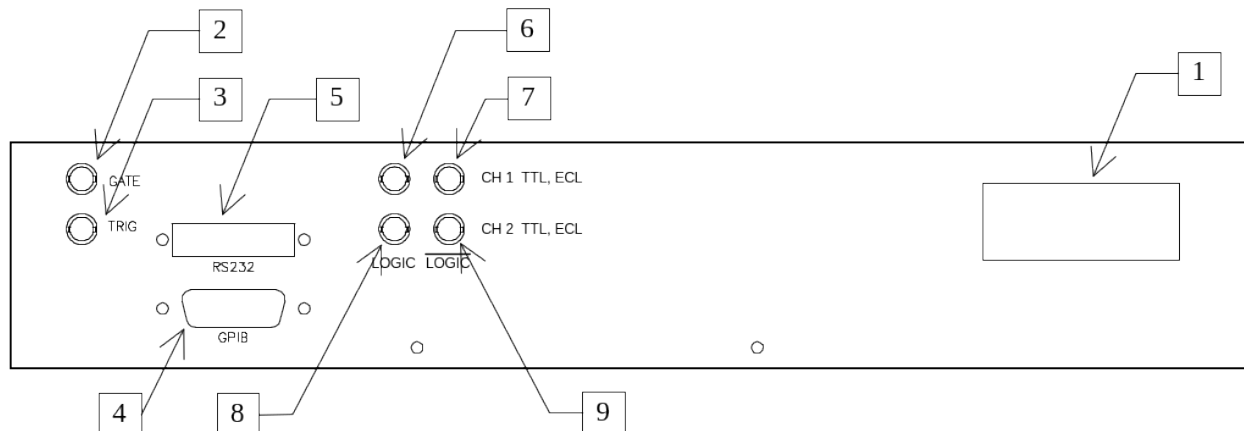 2
6
3
5
7
1
GATE
CH 1 TTL, ECL
TRIG
CH 2 TTL, ECL
RS232
LOGIC LOGIC
GPIB
4
8
9